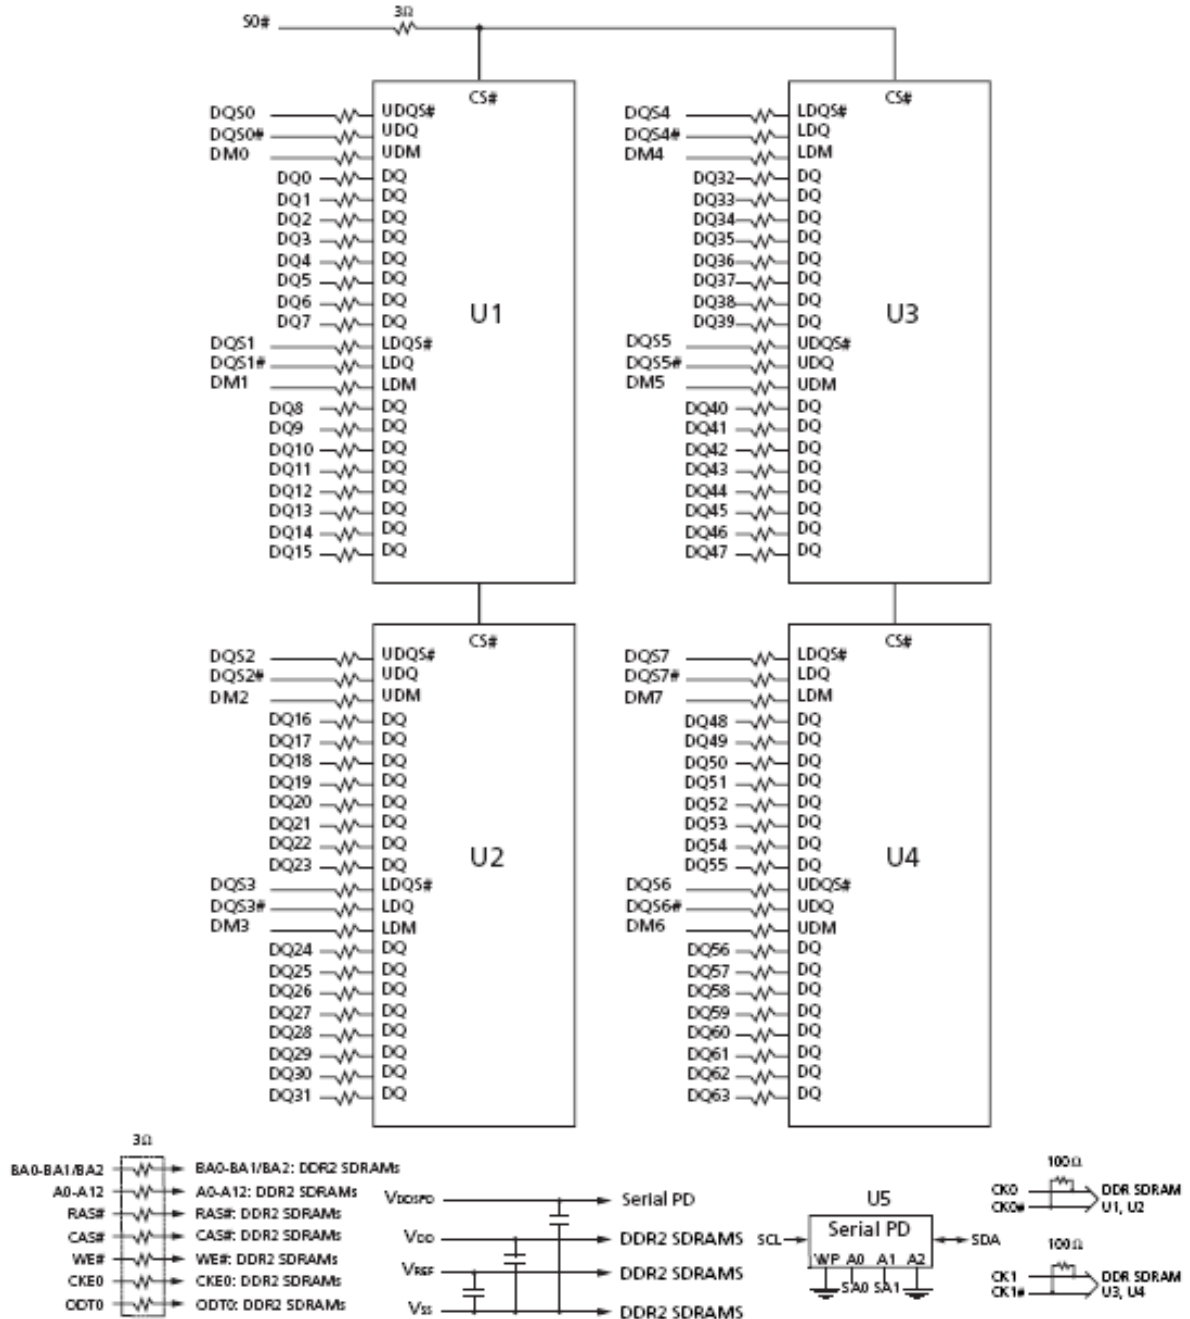 S0#
3Ω
CS#
DQS0 UDQS#
DQS0# UDQ
DM0 UDM
DQ0 DQ
DQ1 DQ
DQ2 DQ
DQ3 DQ
DQ4 DQ
DQ5 DQ
DQ6 DQ
DQ7 DQ
U1
DQS1 LDQS#
DQS1# LDQ
DM1 LDM
DQ8 DQ
DQ9 DQ
DQ10 DQ
DQ11 DQ
DQ12 DQ
DQ13 DQ
DQ14 DQ
DQ15 DQ
CS#
DQS4 LDQS#
DQS4# LDQ
DM4 LDM
DQ32 DQ
DQ33 DQ
DQ34 DQ
DQ35 DQ
DQ36 DQ
DQ37 DQ
DQ38 DQ
DQ39 DQ
U3
DQS5 UDQS#
DQS5# UDQ
DM5 UDM
DQ40 DQ
DQ41 DQ
DQ42 DQ
DQ43 DQ
DQ44 DQ
DQ45 DQ
DQ46 DQ
DQ47 DQ
CS#
DQS2 UDQS#
DQS2# UDQ
DM2 UDM
DQ16 DQ
DQ17 DQ
DQ18 DQ
DQ19 DQ
DQ20 DQ
DQ21 DQ
DQ22 DQ
DQ23 DQ
U2
DQS3 LDQS#
DQS3# LDQ
DM3 LDM
DQ24 DQ
DQ25 DQ
DQ26 DQ
DQ27 DQ
DQ28 DQ
DQ29 DQ
DQ30 DQ
DQ31 DQ
CS#
DQS7 LDQS#
DQS7# LDQ
DM7 LDM
DQ48 DQ
DQ49 DQ
DQ50 DQ
DQ51 DQ
DQ52 DQ
DQ53 DQ
DQ54 DQ
DQ55 DQ
U4
DQS6 UDQS#
DQS6# UDQ
DM6 UDM
DQ56 DQ
DQ57 DQ
DQ58 DQ
DQ59 DQ
DQ60 DQ
DQ61 DQ
DQ62 DQ
DQ63 DQ
3Ω
BA0-BA1/BA2 BA0-BA1/BA2: DDR2 SDRAMs
A0-A12 A0-A12: DDR2 SDRAMs
RAS# RAS#: DDR2 SDRAMs
CAS# CAS#: DDR2 SDRAMs
WE# WE#: DDR2 SDRAMs
CKE0 CKE0: DDR2 SDRAMs
ODT0 ODT0: DDR2 SDRAMs
VDDSPD Serial PD
VDD DDR2 SDRAMS
VREF DDR2 SDRAMS
VSS DDR2 SDRAMS
U5
SCL Serial PD SDA
WP A0 A1 A2
SA0 SA1
100Ω
CK0 DDR SDRAM
CK0# U1, U2
100Ω
CK1 DDR SDRAM
CK1# U3, U4